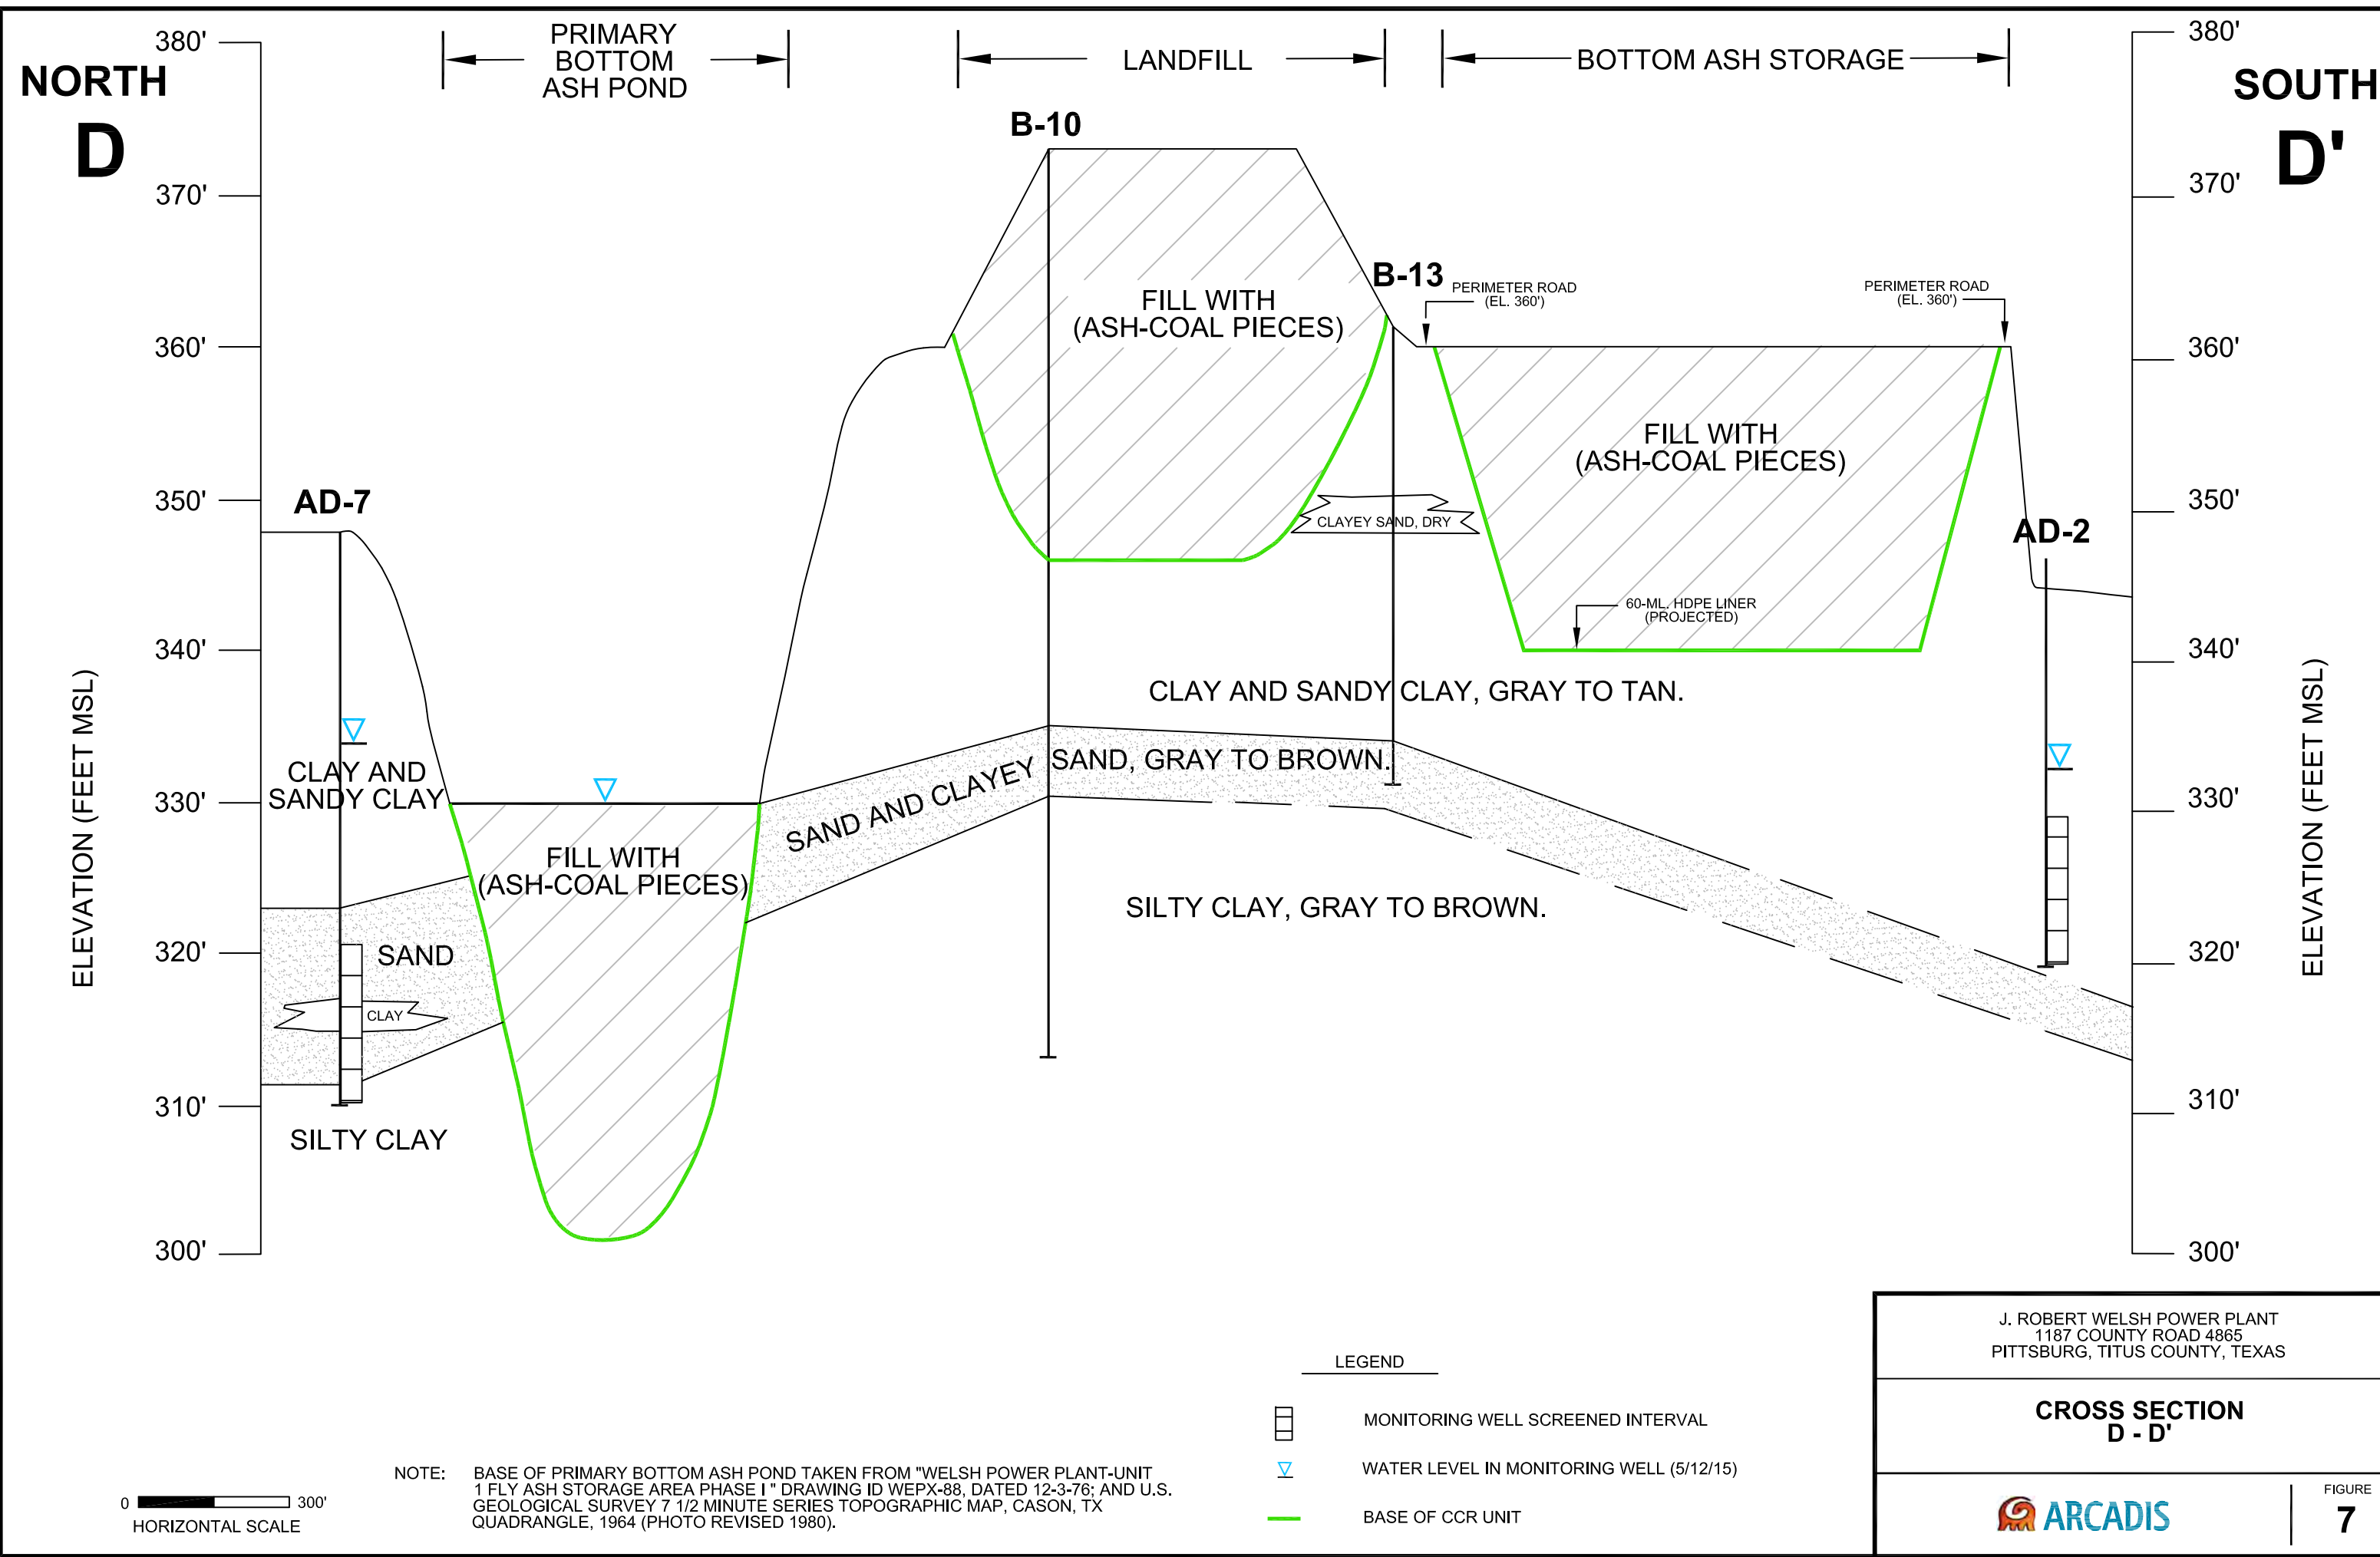 NORTH
D
SOUTH
D'
PRIMARY
BOTTOM
ASH POND
LANDFILL
BOTTOM ASH STORAGE
380'
370'
360'
350'
340'
330'
320'
310'
300'
ELEVATION (FEET MSL)
380'
370'
360'
350'
340'
330'
320'
310'
300'
ELEVATION (FEET MSL)
B-10
B-13
AD-7
AD-2
PERIMETER ROAD
(EL. 360')
PERIMETER ROAD
(EL. 360')
FILL WITH
(ASH-COAL PIECES)
FILL WITH
(ASH-COAL PIECES)
CLAYEY SAND, DRY
60-ML. HDPE LINER
(PROJECTED)
CLAY AND SANDY CLAY, GRAY TO TAN.
CLAY AND
SANDY CLAY
SAND AND CLAYEY SAND, GRAY TO BROWN.
FILL WITH
(ASH-COAL PIECES)
SILTY CLAY, GRAY TO BROWN.
SAND
CLAY
SILTY CLAY
LEGEND
MONITORING WELL SCREENED INTERVAL
WATER LEVEL IN MONITORING WELL (5/12/15)
BASE OF CCR UNIT
0 300'
HORIZONTAL SCALE
NOTE: BASE OF PRIMARY BOTTOM ASH POND TAKEN FROM "WELSH POWER PLANT-UNIT
1 FLY ASH STORAGE AREA PHASE I " DRAWING ID WEPX-88, DATED 12-3-76; AND U.S.
GEOLOGICAL SURVEY 7 1/2 MINUTE SERIES TOPOGRAPHIC MAP, CASON, TX
QUADRANGLE, 1964 (PHOTO REVISED 1980).
J. ROBERT WELSH POWER PLANT
1187 COUNTY ROAD 4865
PITTSBURG, TITUS COUNTY, TEXAS
CROSS SECTION
D - D'
ARCADIS
FIGURE
7